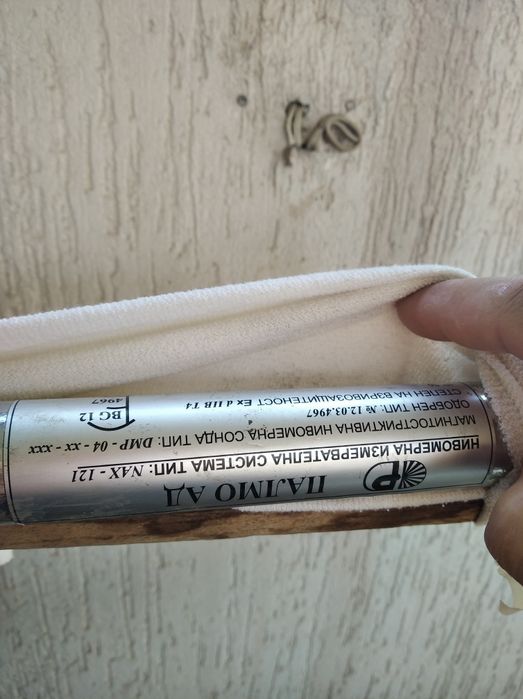 ПАЛМО АД
НИВОМЕРНА ИЗМЕРВАТЕЛНА СИСТЕМА ТИП: NAX - 121
МАГНИТОСТРИКТИВНА НИВОМЕРНА СОНДА ТИП: DMP - 04 - xx - xxx
ОДОБРЕН ТИП: № 12.03.4967
СТЕПЕН НА ВЗРИВОЗАЩИТЕНОСТ Ex d IIB T4
BG 12
4967